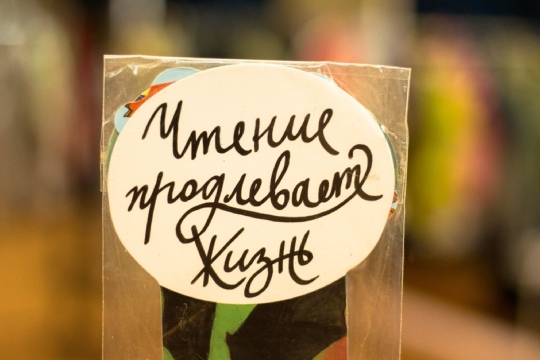 Чтение
продлевает
жизнь